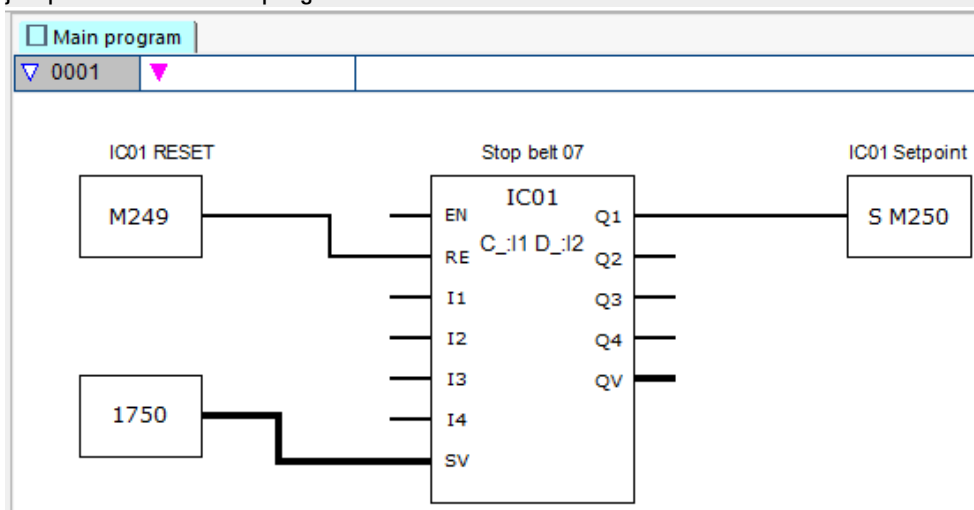 Main program
0001
IC01 RESET
Stop belt 07
IC01 Setpoint
M249
IC01
S M250
EN
Q1
C_:I1 D_:I2
RE
Q2
I1
Q3
I2
Q4
I3
QV
1750
I4
SV